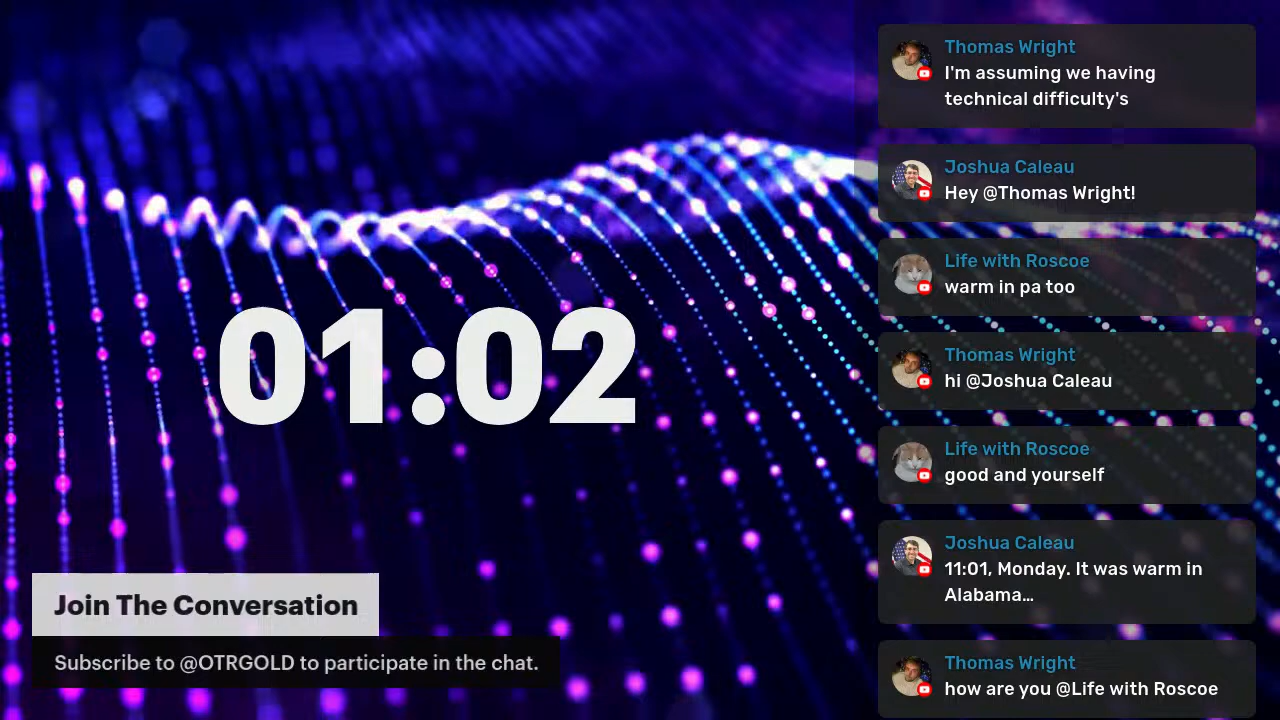 01:02
Join The Conversation
Subscribe to @OTRGOLD to participate in the chat.
Thomas Wright
I'm assuming we having
technical difficulty's
Joshua Caleau
Hey @Thomas Wright!
Life with Roscoe
warm in pa too
Thomas Wright
hi @Joshua Caleau
Life with Roscoe
good and yourself
Joshua Caleau
11:01, Monday. It was warm in
Alabama...
Thomas Wright
how are you @Life with Roscoe